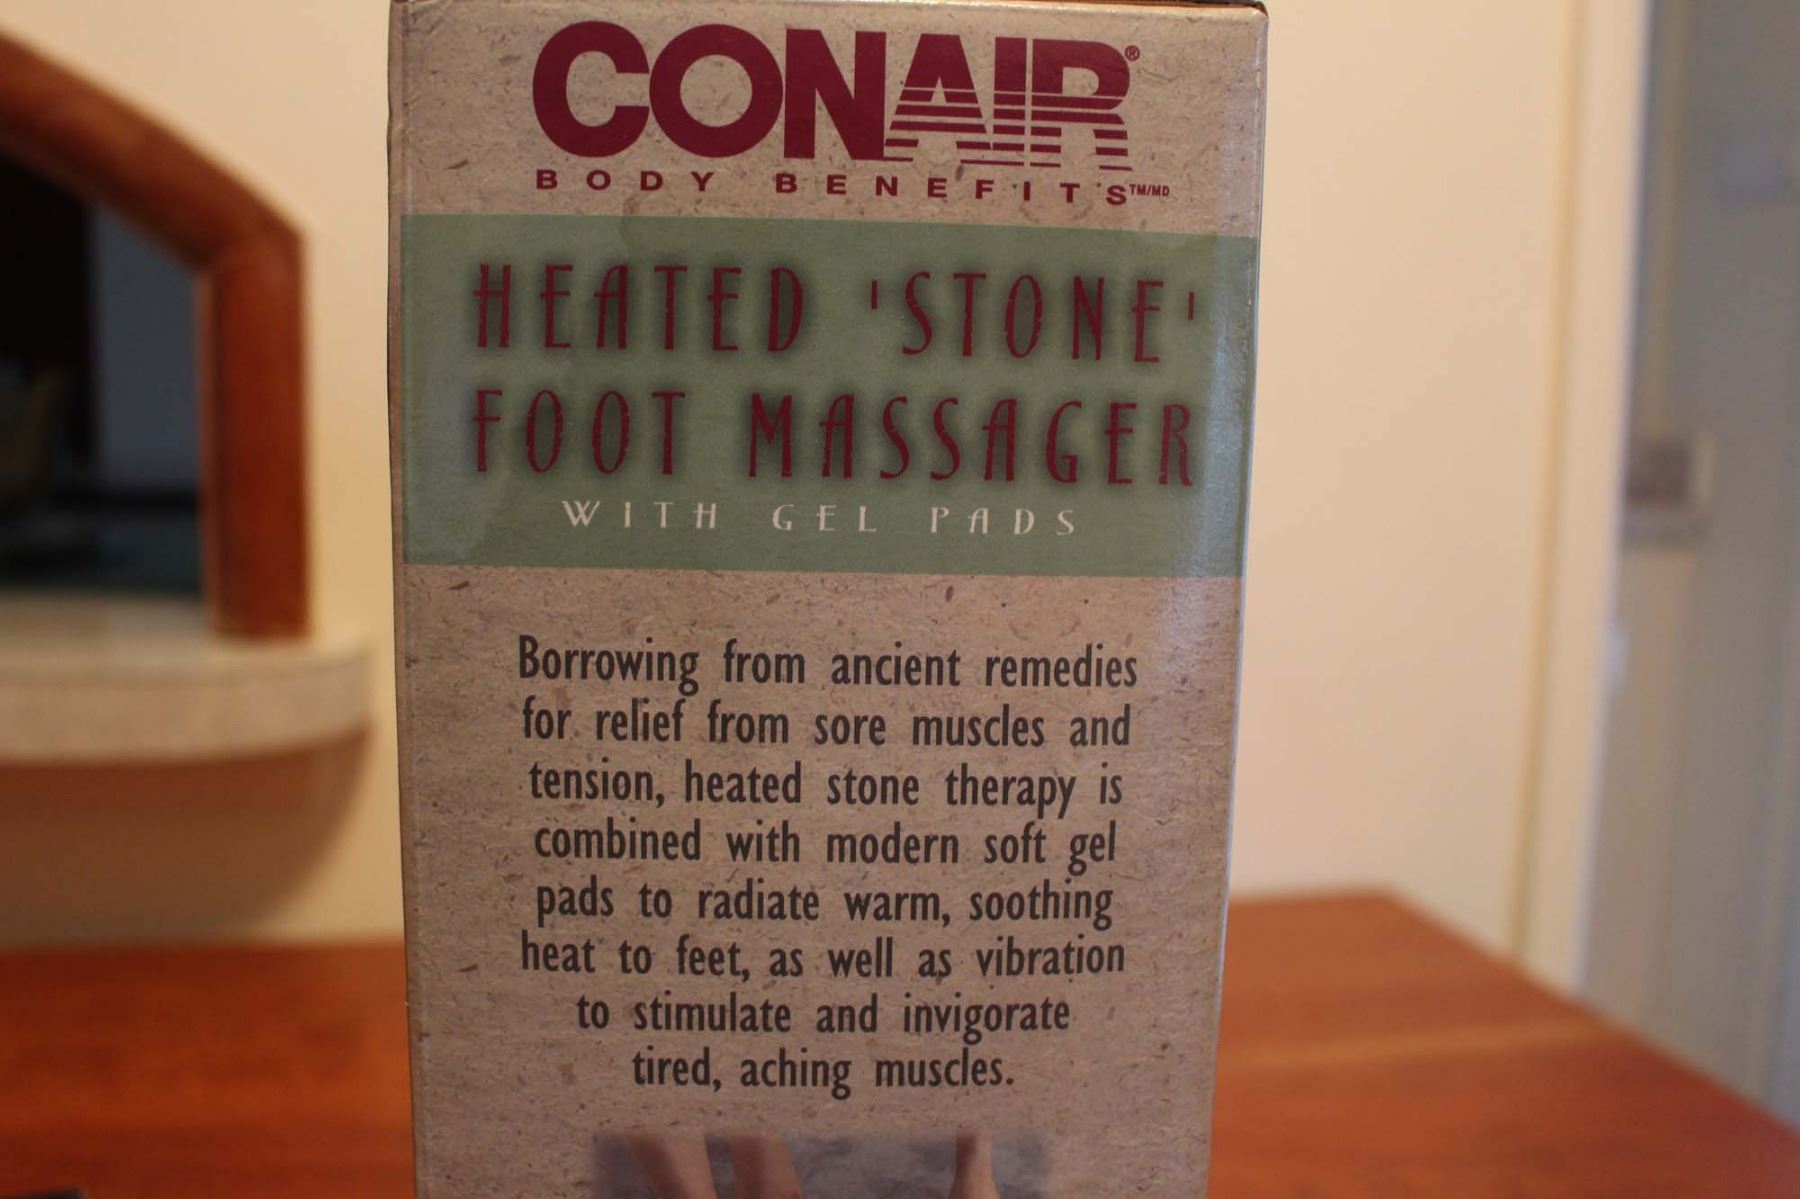 CONAIR®
BODY BENEFITS™/MD
HEATED 'STONE'
FOOT MASSAGER
WITH GEL PADS
Borrowing from ancient remedies
for relief from sore muscles and
tension, heated stone therapy is
combined with modern soft gel
pads to radiate warm, soothing
heat to feet, as well as vibration
to stimulate and invigorate
tired, aching muscles.